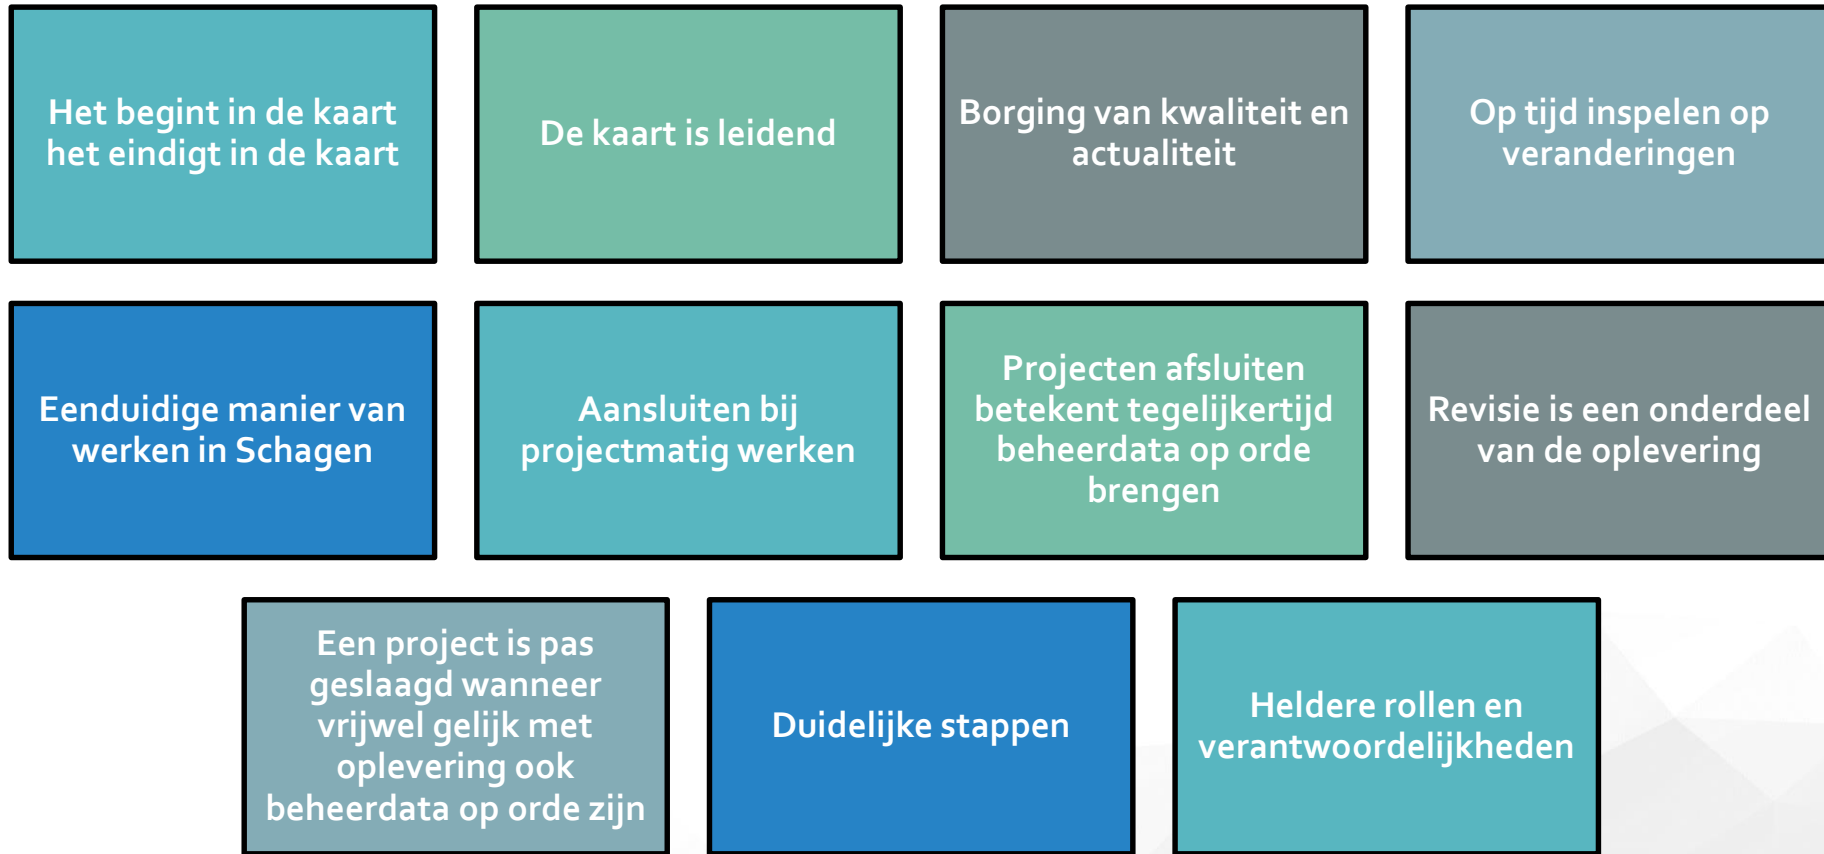 Het begint in de kaart
het eindigt in de kaart
De kaart is leidend
Borging van kwaliteit en
actualiteit
Op tijd inspelen op
veranderingen
Eenduidige manier van
werken in Schagen
Aansluiten bij
projectmatig werken
Projecten afsluiten
betekent tegelijkertijd
beheerdata op orde
brengen
Revisie is een onderdeel
van de oplevering
Een project is pas
geslaagd wanneer
vrijwel gelijk met
oplevering ook
beheerdata op orde zijn
Duidelijke stappen
Heldere rollen en
verantwoordelijkheden